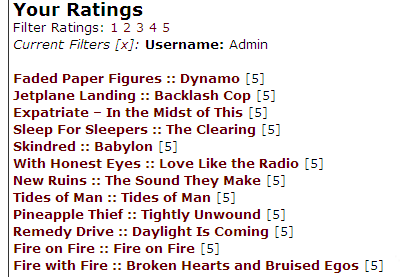 Your Ratings
Filter Ratings: 1 2 3 4 5
Current Filters [x]: Username: Admin
Faded Paper Figures :: Dynamo [5]
Jetplane Landing :: Backlash Cop [5]
Expatriate – In the Midst of This [5]
Sleep For Sleepers :: The Clearing [5]
Skindred :: Babylon [5]
With Honest Eyes :: Love Like the Radio [5]
New Ruins :: The Sound They Make [5]
Tides of Man :: Tides of Man [5]
Pineapple Thief :: Tightly Unwound [5]
Remedy Drive :: Daylight Is Coming [5]
Fire on Fire :: Fire on Fire [5]
Fire with Fire :: Broken Hearts and Bruised Egos [5]